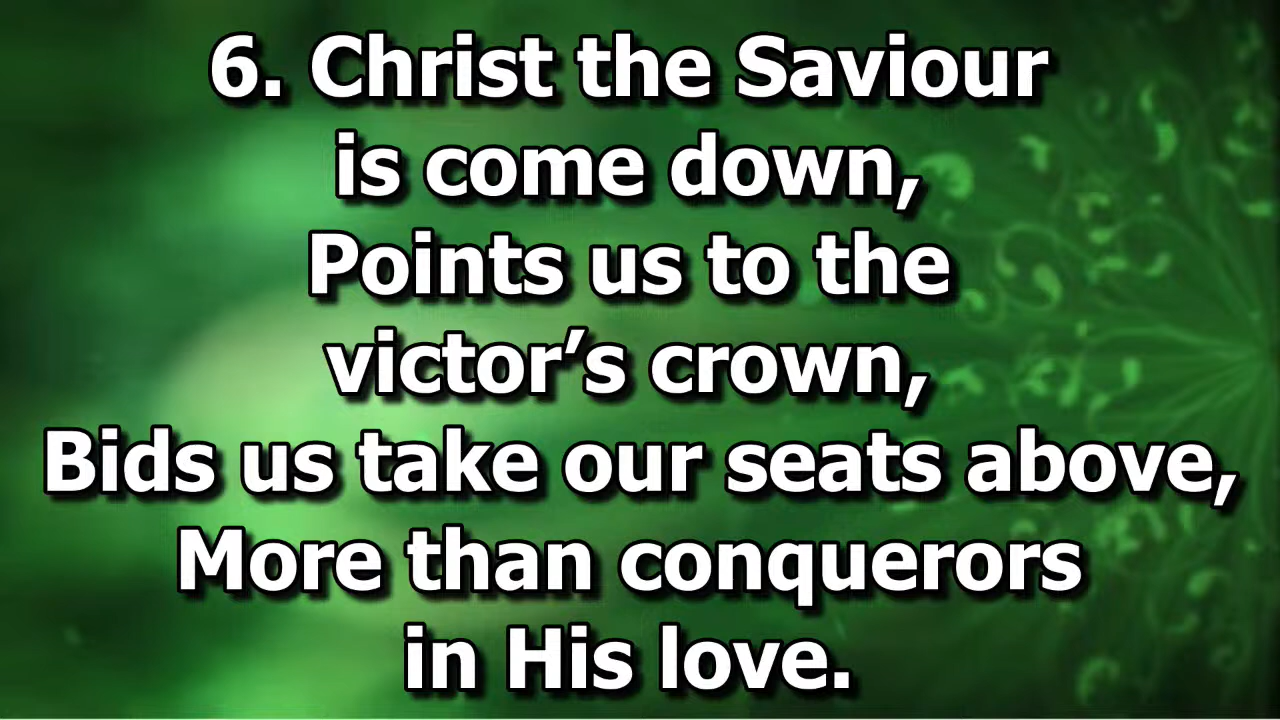 6. Christ the Saviour
is come down,
Points us to the
victor’s crown,
Bids us take our seats above,
More than conquerors
in His love.